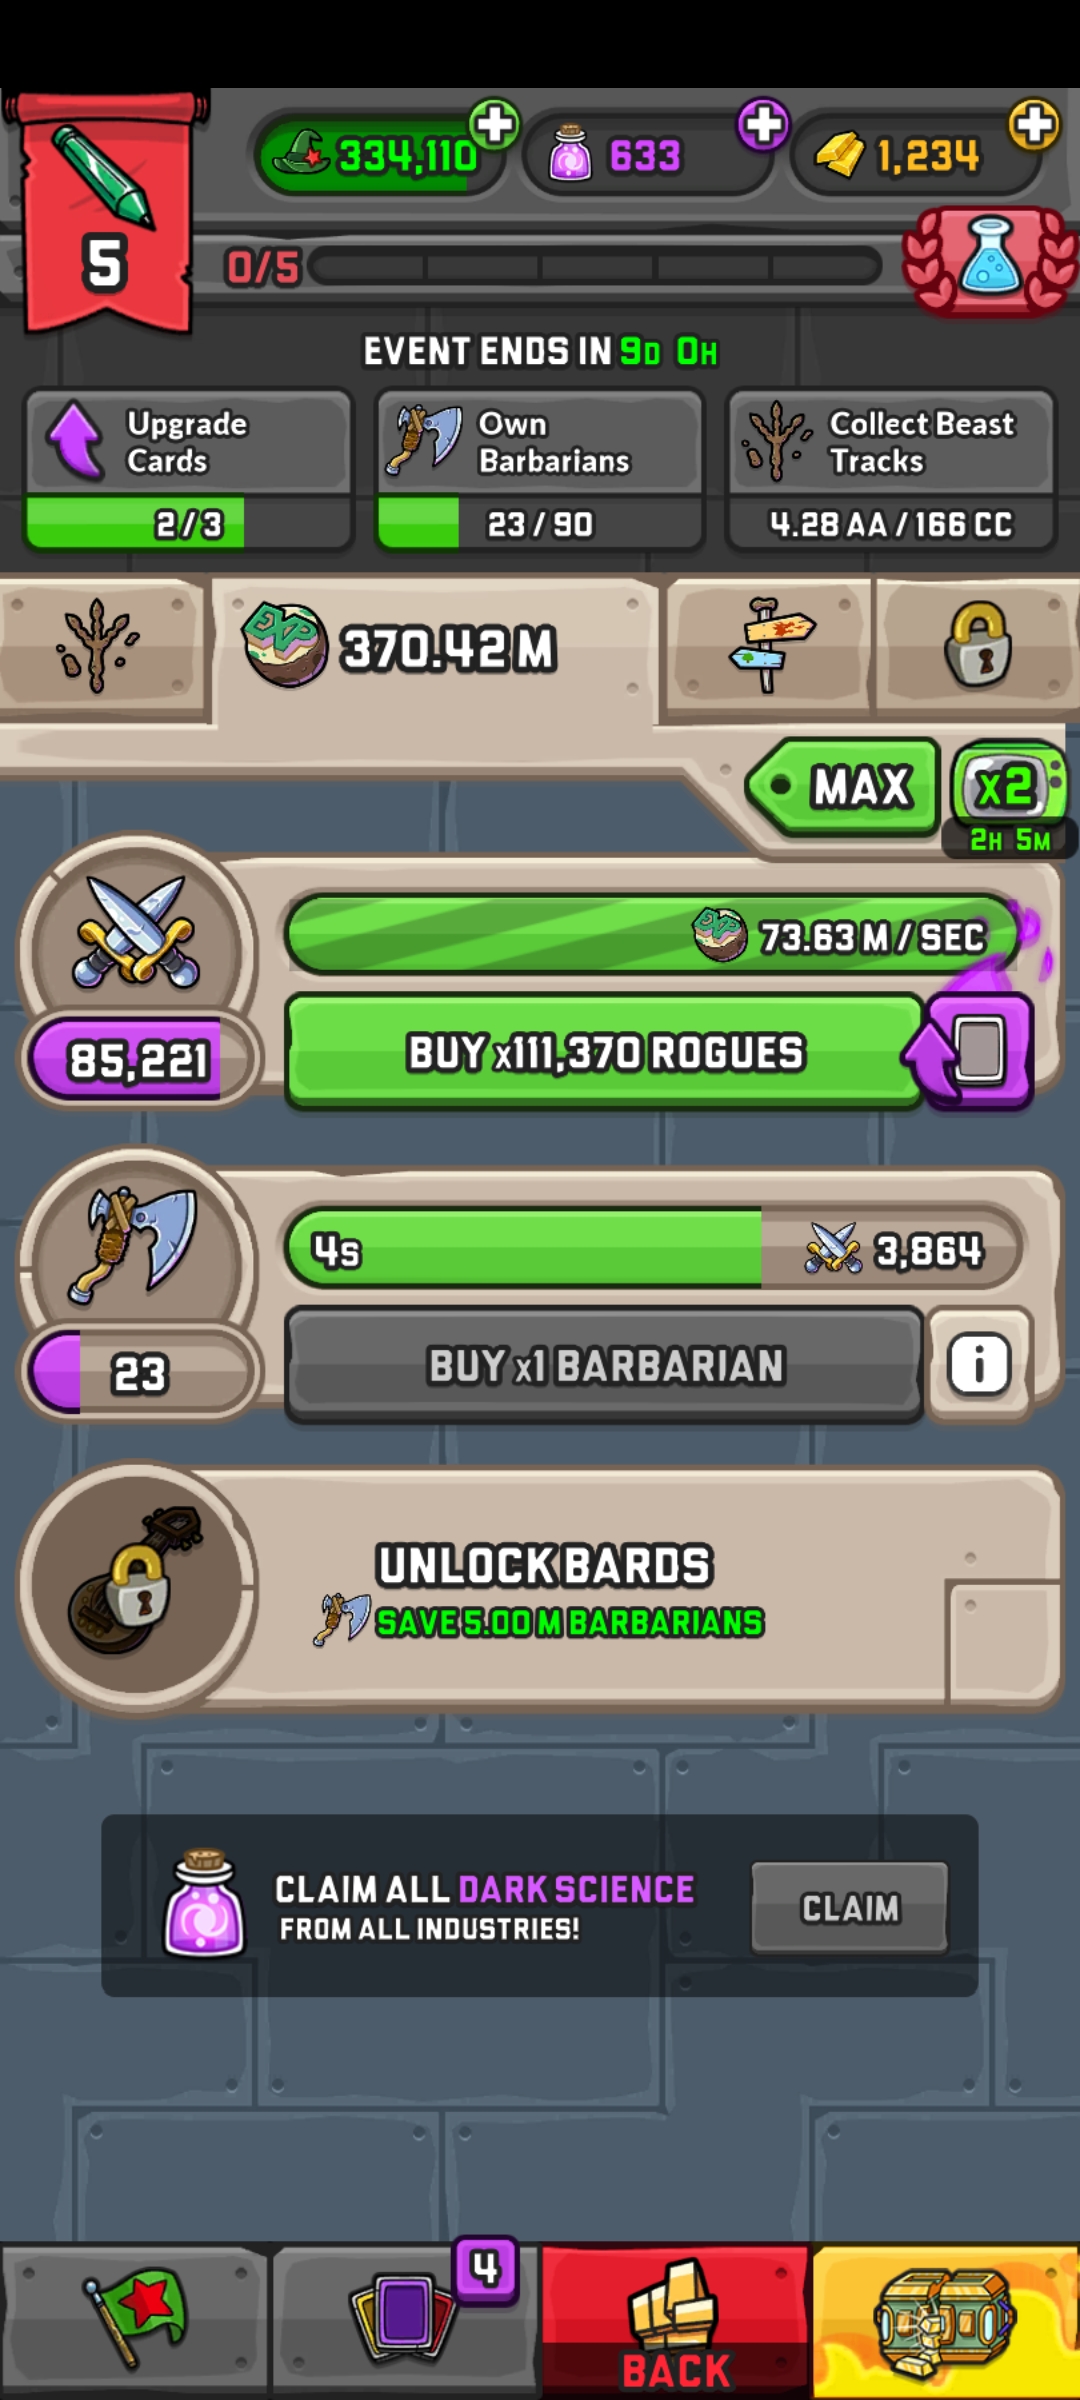 334,110
633
1,234
5
0/5
EVENT ENDS IN 9D 0H
Upgrade
Cards
2/3
Own
Barbarians
23/90
Collect Beast
Tracks
4.28 AA/166 CC
EXP
370.42 M
MAX
x2
2H 5M
EXP
73.63 M/SEC
85,221
BUY x111,370 ROGUES
4S
3,864
23
BUY x1 BARBARIAN
i
UNLOCK BARDS
SAVE 5.00 M BARBARIANS
CLAIM ALL DARK SCIENCE
FROM ALL INDUSTRIES!
CLAIM
4
BACK